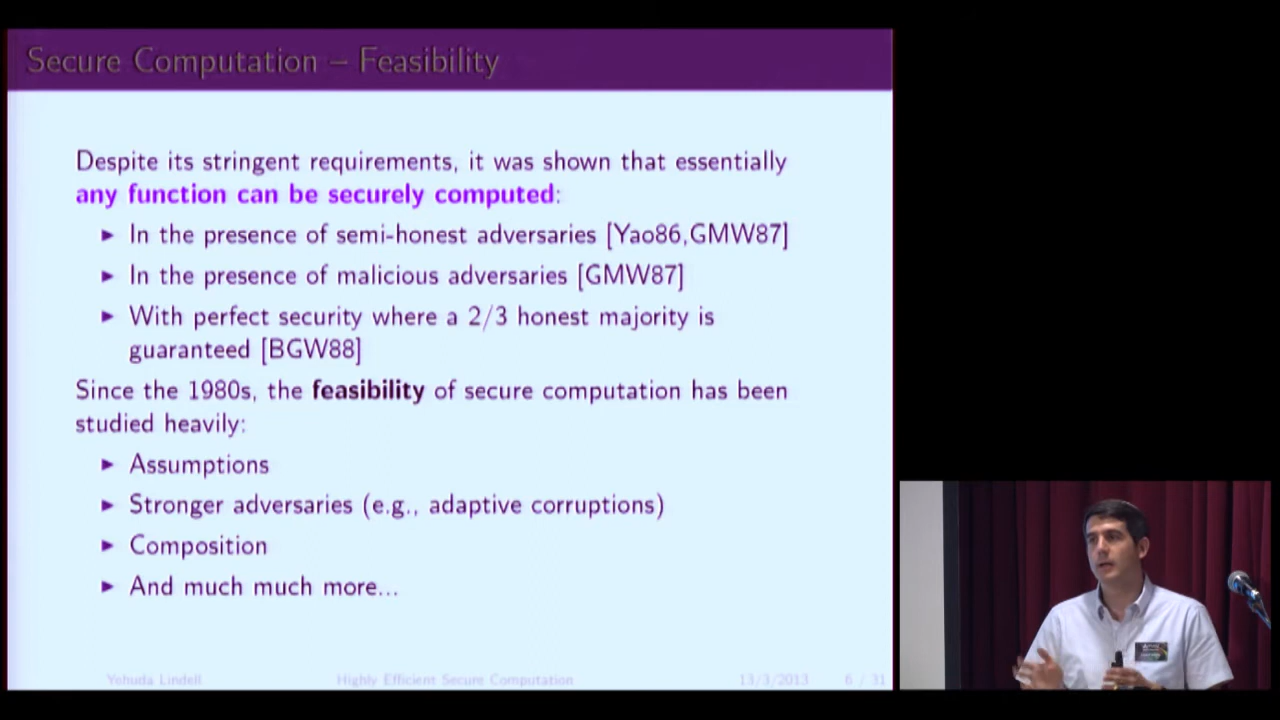 Secure Computation – Feasibility
Despite its stringent requirements, it was shown that essentially
any function can be securely computed:
► In the presence of semi-honest adversaries [Yao86,GMW87]
► In the presence of malicious adversaries [GMW87]
► With perfect security where a 2/3 honest majority is
guaranteed [BGW88]
Since the 1980s, the feasibility of secure computation has been
studied heavily:
► Assumptions
► Stronger adversaries (e.g., adaptive corruptions)
► Composition
► And much much more...
Yehuda Lindell Highly Efficient Secure Computation 13/3/2013 6 / 31